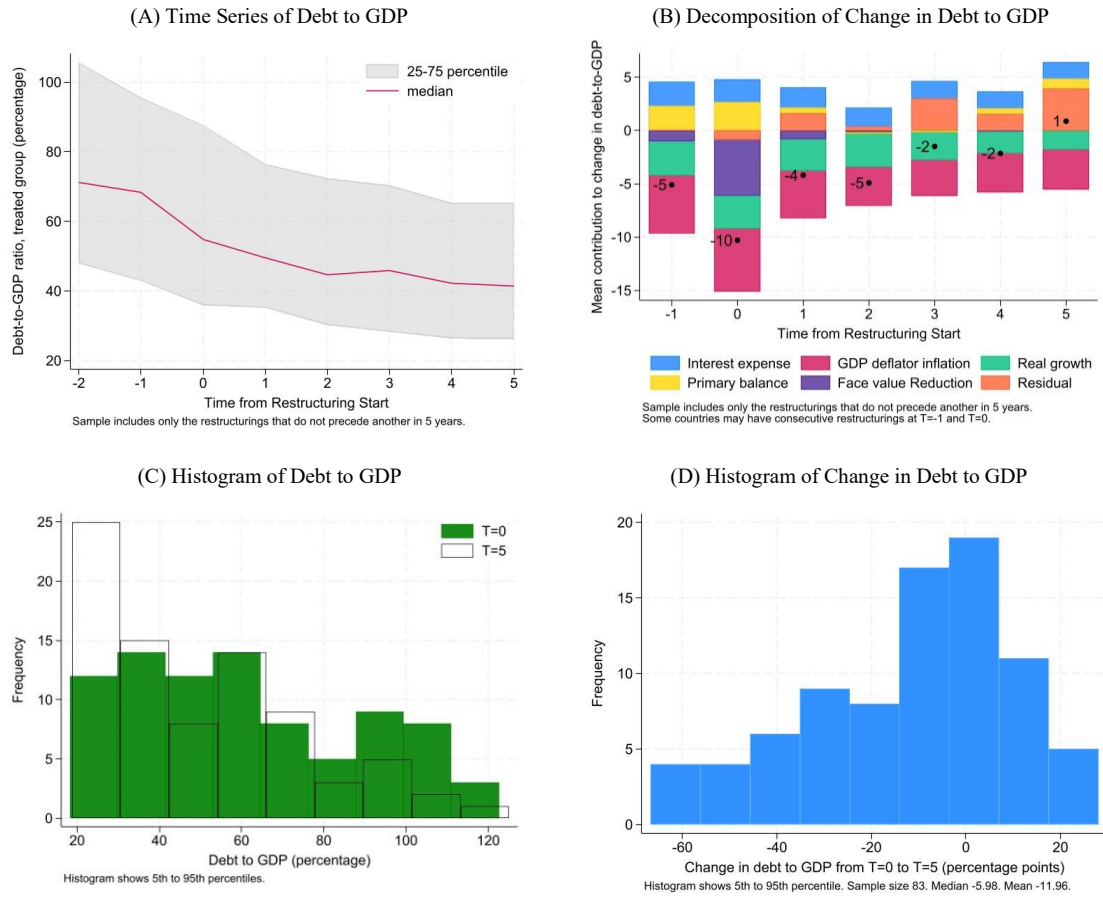 (A) Time Series of Debt to GDP
Debt-to-GDP ratio, treated group (percentage)
100
80
60
40
20
25-75 percentile
median
-2 -1 0 1 2 3 4 5
Time from Restructuring Start
Sample includes only the restructurings that do not precede another in 5 years.
(B) Decomposition of Change in Debt to GDP
Mean contribution to change in debt-to-GDP
5
0
-5
-10
-15
-5
-10
-4
-5
-2
-2
1
-1 0 1 2 3 4 5
Time from Restructuring Start
Interest expense GDP deflator inflation Real growth
Primary balance Face value Reduction Residual
Sample includes only the restructurings that do not precede another in 5 years.
Some countries may have consecutive restructurings at T=-1 and T=0.
(C) Histogram of Debt to GDP
Frequency
25
20
15
10
5
0
T=0
T=5
20 40 60 80 100 120
Debt to GDP (percentage)
Histogram shows 5th to 95th percentiles.
(D) Histogram of Change in Debt to GDP
Frequency
20
15
10
5
0
-60 -40 -20 0 20
Change in debt to GDP from T=0 to T=5 (percentage points)
Histogram shows 5th to 95th percentile. Sample size 83. Median -5.98. Mean -11.96.